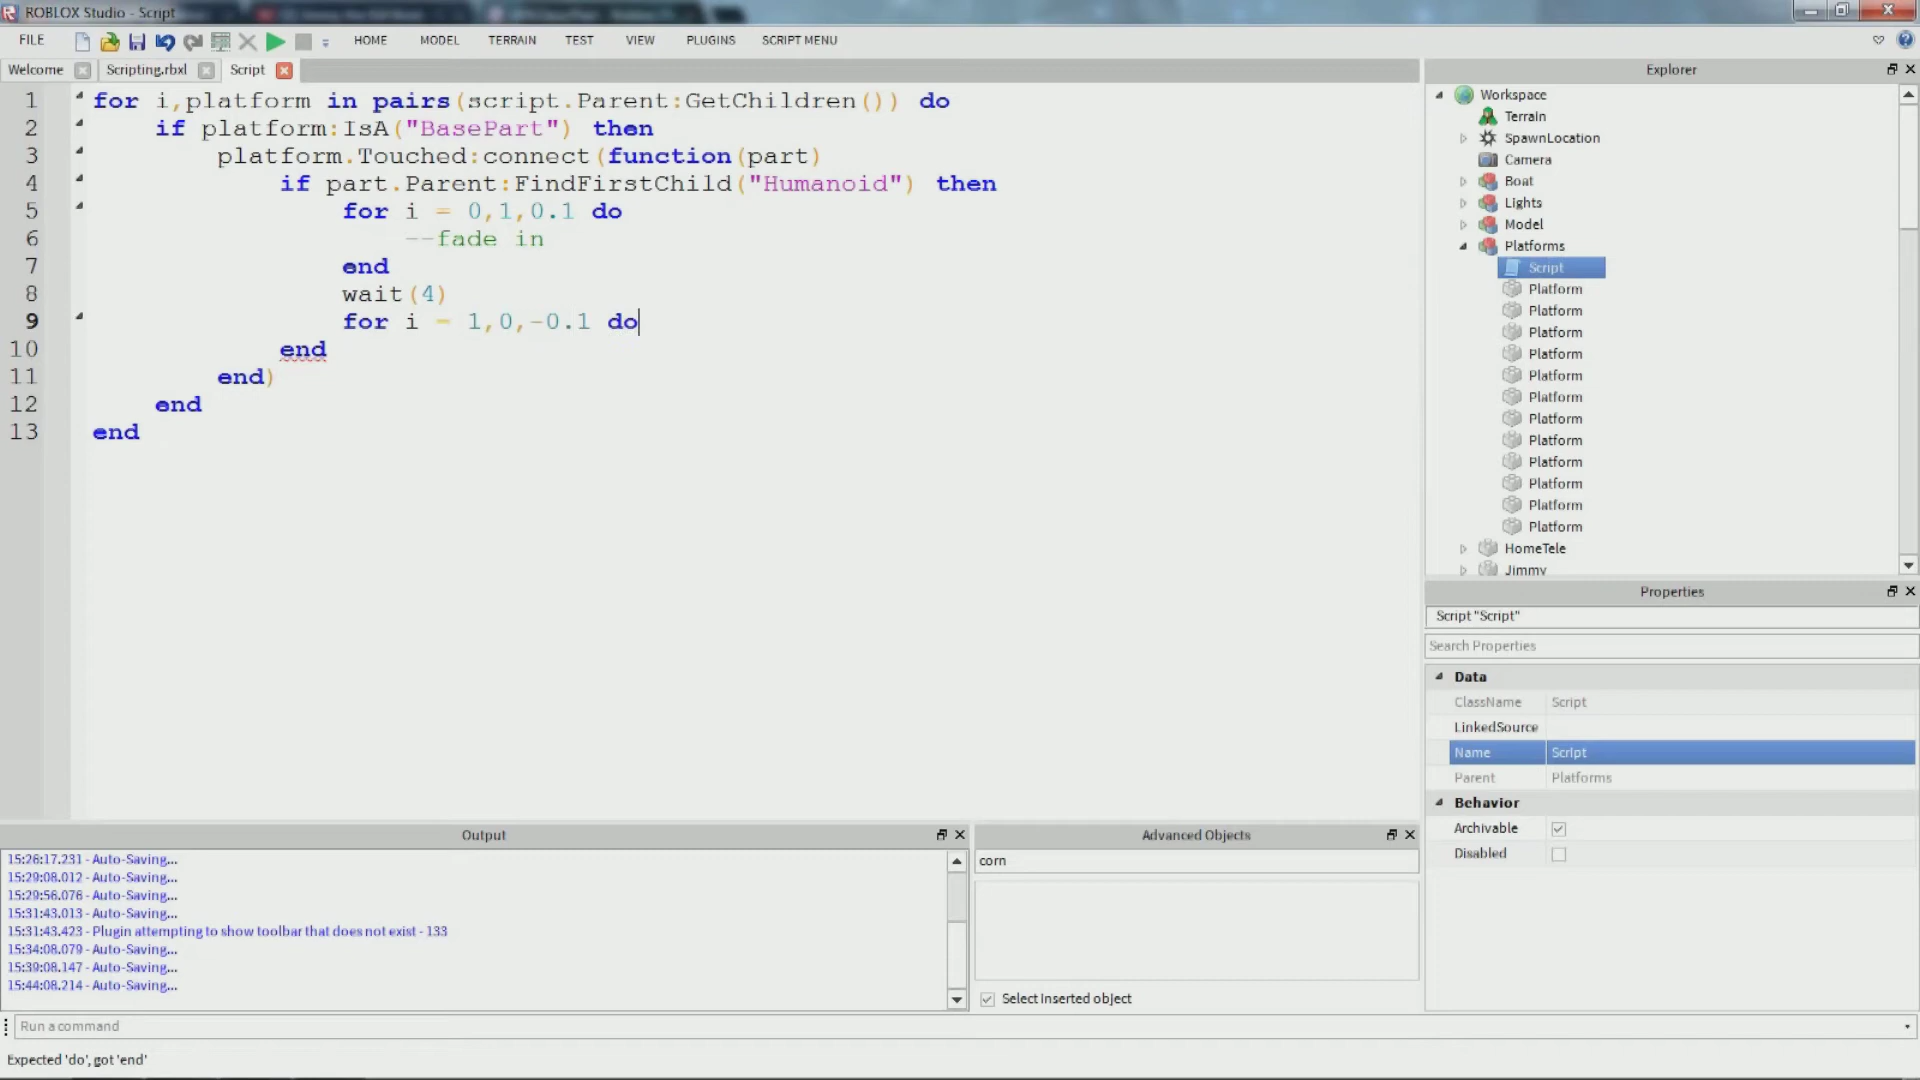 ROBLOX Studio - Script
FILE HOME MODEL TERRAIN TEST VIEW PLUGINS SCRIPT MENU
Welcome Scripting.rbxl Script
1 for i,platform in pairs(script.Parent:GetChildren()) do
2 if platform:IsA("BasePart") then
3 platform.Touched:connect(function(part)
4 if part.Parent:FindFirstChild("Humanoid") then
5 for i = 0,1,0.1 do
6 --fade in
7 end
8 wait(4)
9 for i = 1,0,-0.1 do
10 end
11 end)
12 end
13 end
Explorer
Workspace
Terrain
SpawnLocation
Camera
Boat
Lights
Model
Platforms
Script
Platform
Platform
Platform
Platform
Platform
Platform
Platform
Platform
Platform
Platform
Platform
Platform
HomeTele
Jimmy
Properties
Script "Script"
Search Properties
Data
ClassName Script
LinkedSource
Name Script
Parent Platforms
Behavior
Archivable
Disabled
Output
15:26:17.231 - Auto-Saving...
15:29:08.012 - Auto-Saving...
15:29:56.076 - Auto-Saving...
15:31:43.013 - Auto-Saving...
15:31:43.423 - Plugin attempting to show toolbar that does not exist - 133
15:34:08.079 - Auto-Saving...
15:39:08.147 - Auto-Saving...
15:44:08.214 - Auto-Saving...
Advanced Objects
corn
Select inserted object
Run a command
Expected 'do', got 'end'